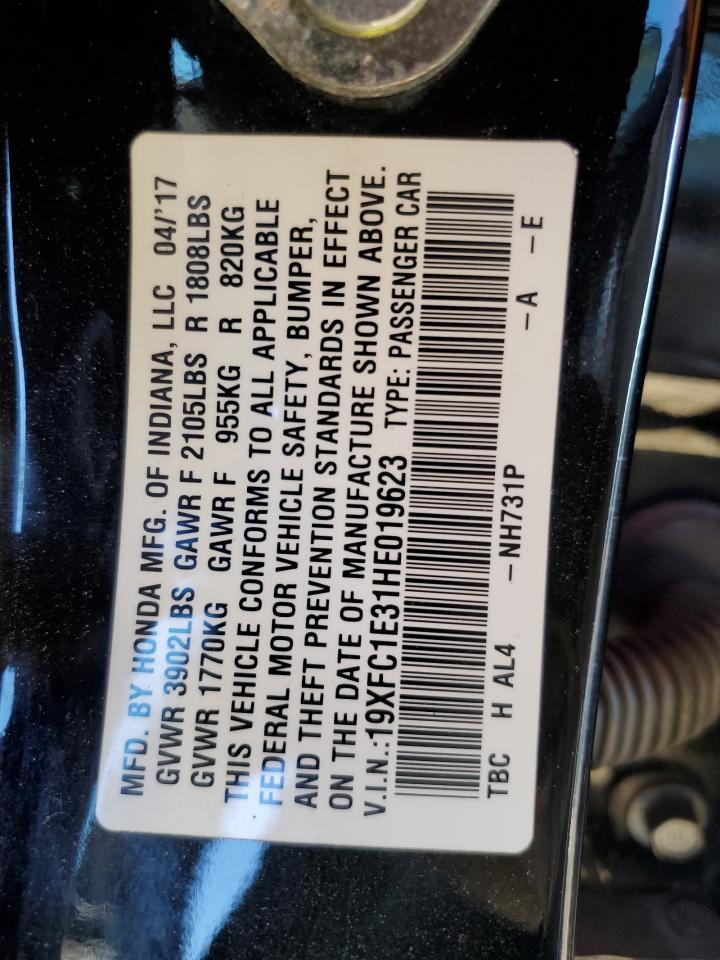 MFD. BY HONDA MFG. OF INDIANA, LLC 04/'17
GVWR 3902LBS GAWR F 2105LBS R 1808LBS
GVWR 1770KG GAWR F 955KG R 820KG
THIS VEHICLE CONFORMS TO ALL APPLICABLE
FEDERAL MOTOR VEHICLE SAFETY, BUMPER,
AND THEFT PREVENTION STANDARDS IN EFFECT
ON THE DATE OF MANUFACTURE SHOWN ABOVE.
V.I.N.:19XFC1E31HE019623 TYPE: PASSENGER CAR
TBC H AL4 -NH731P -A -E